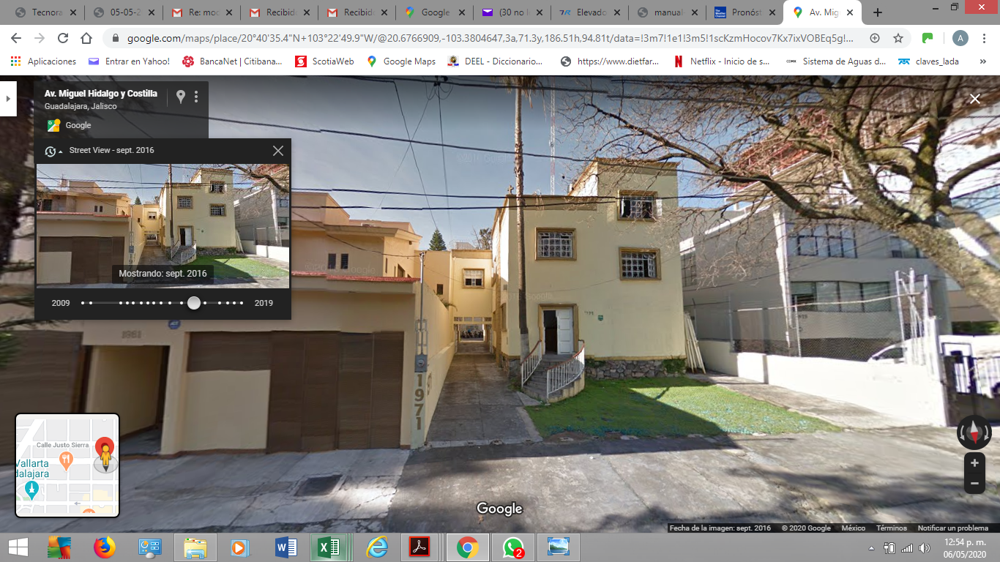 Tecnora
05-05-2
Re: moc
Recibid
Recibid
Google
(30 no l
Elevado
manual
Pronóst
Av. Mig
google.com/maps/place/20°40'35.4"N+103°22'49.9"W/@20.6766909,-103.3804647,3a,71.3y,186.51h,94.81t/data=!3m7!1e1!3m5!1scKzmHocov7Kx7ixVOBEq5g!...
A
Aplicaciones
Entrar en Yahoo!
BancaNet | Citibana...
ScotiaWeb
Google Maps
DEEL - Diccionario...
https://www.dietfar...
Netflix - Inicio de s...
Sistema de Aguas d...
claves_lada
»
Av. Miguel Hidalgo y Costilla
Guadalajara, Jalisco
Google
Street View - sept. 2016
Mostrando: sept. 2016
2009
2019
1961
1971
Calle Justo Sierra
Vallarta
dalajara
Google
Fecha de la imagen: sept. 2016
© 2020 Google
México
Términos
Notificar un problema
2
12:54 p. m.
06/05/2020